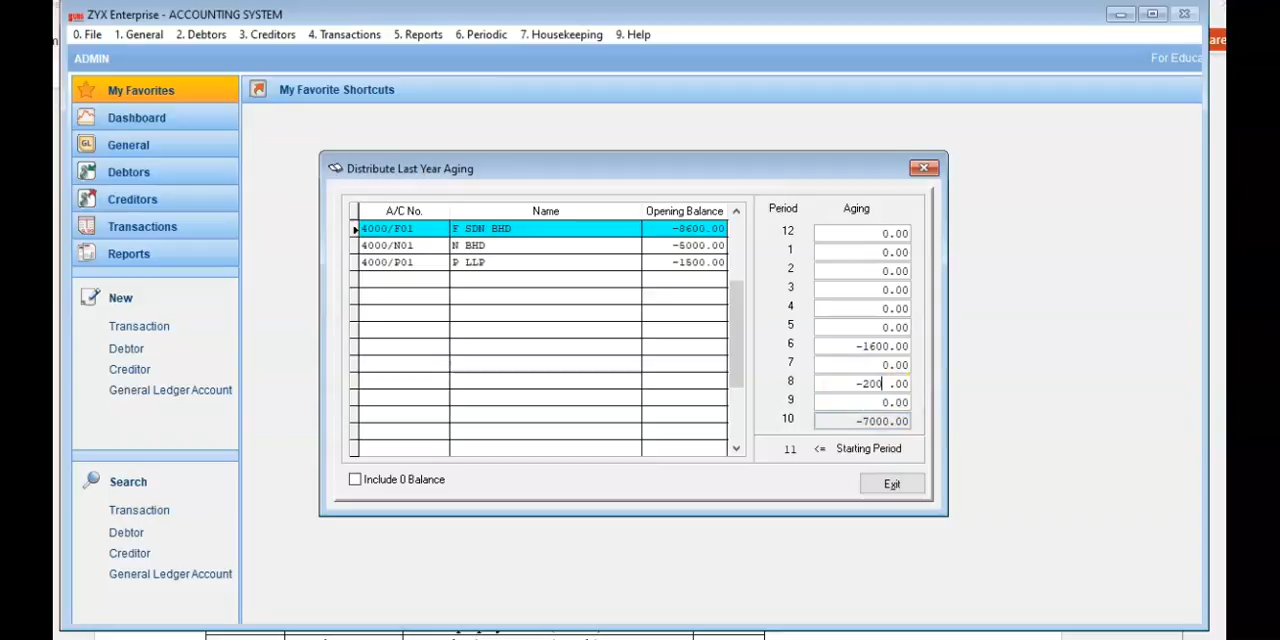 ZYX Enterprise - ACCOUNTING SYSTEM
0. File 1. General 2. Debtors 3. Creditors 4. Transactions 5. Reports 6. Periodic 7. Housekeeping 9. Help
ADMIN
For Educa
are
My Favorites
Dashboard
General
Debtors
Creditors
Transactions
Reports
New
Transaction
Debtor
Creditor
General Ledger Account
Search
Transaction
Debtor
Creditor
General Ledger Account
My Favorite Shortcuts
Distribute Last Year Aging
A/C No. Name Opening Balance
4000/F01 F SDN BHD -8600.00
4000/N01 N BHD -5000.00
4000/P01 P LLP -1500.00
Period Aging
12 0.00
1 0.00
2 0.00
3 0.00
4 0.00
5 0.00
6 -1600.00
7 0.00
8 -200 .00
9 0.00
10 -7000.00
11 <= Starting Period
Include 0 Balance
Exit